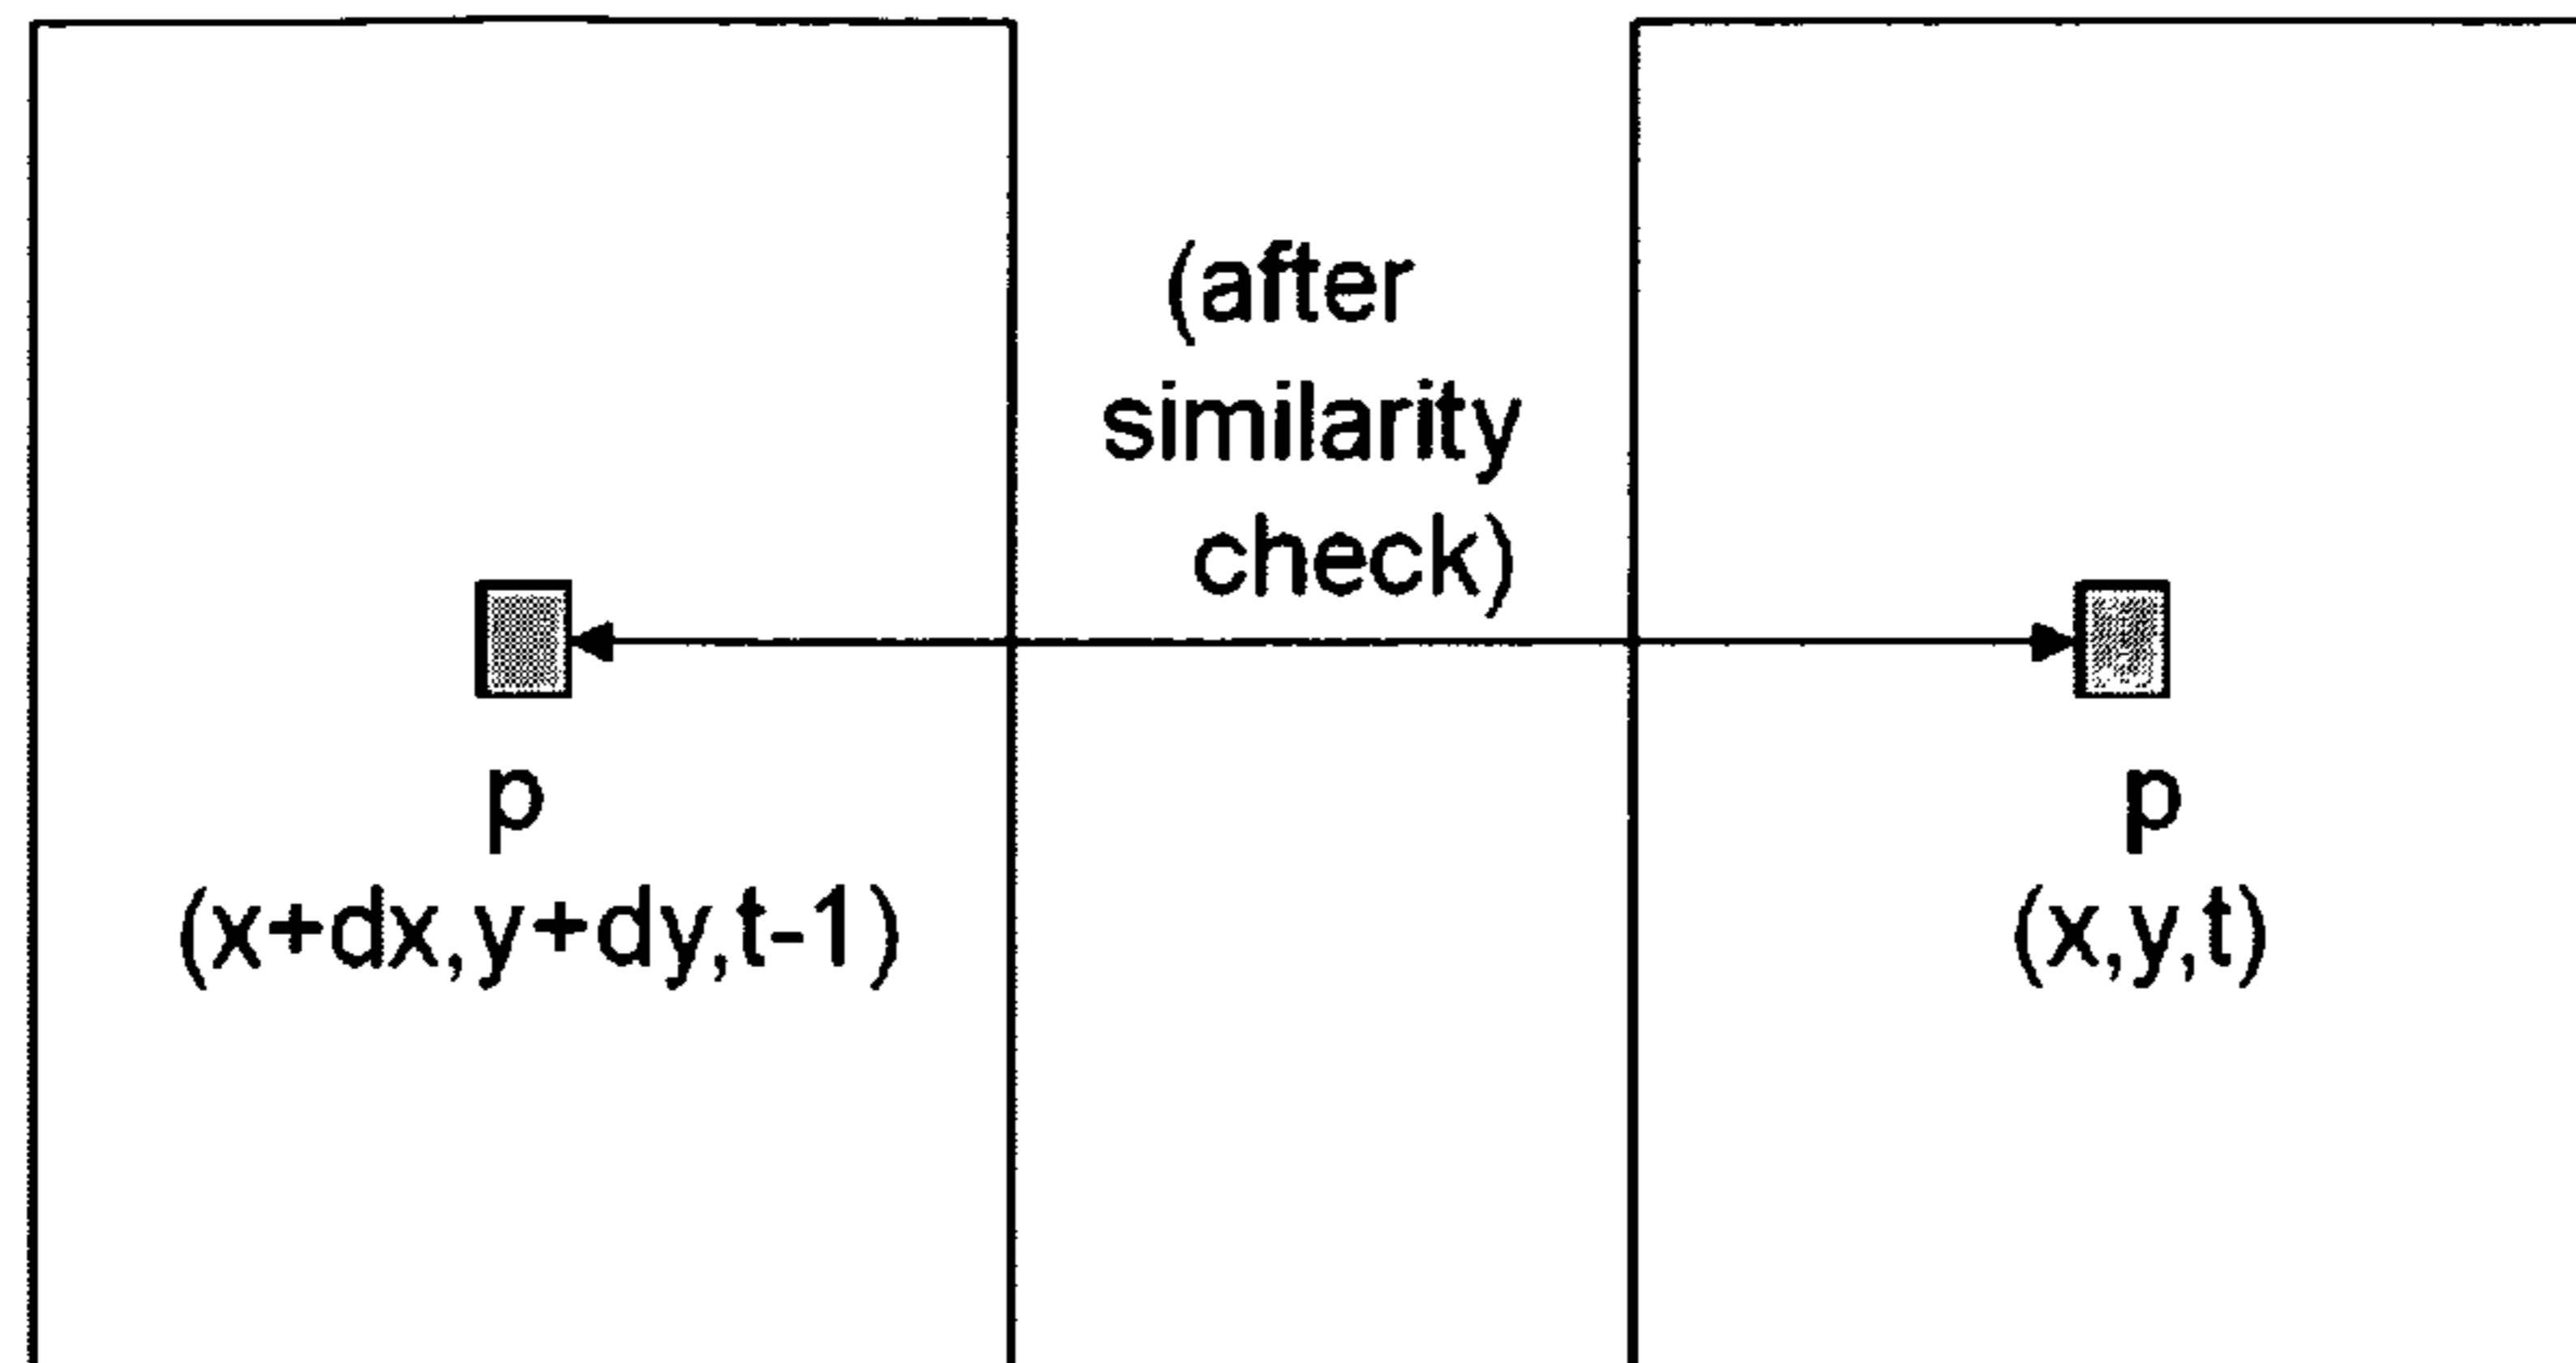 (after
similarity
check)
p
(x+dx,y+dy,t-1)
p
(x,y,t)